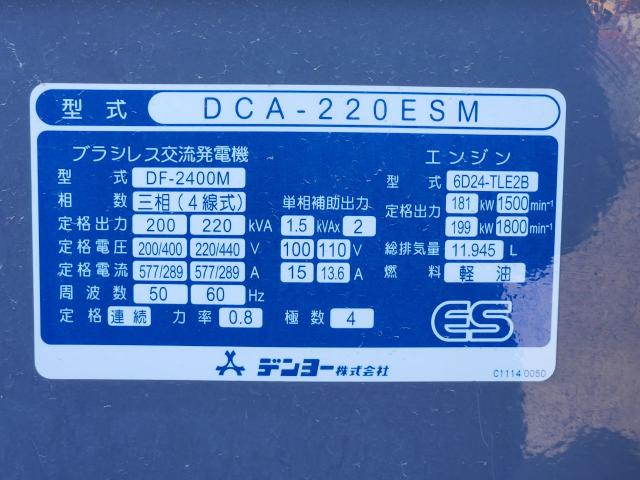 型式 DCA-220ESM
ブラシレス交流発電機
型式 DF-2400M
相数 三相(4線式)
定格出力 200 220 kVA
定格電圧 200/400 220/440 V
定格電流 577/289 577/289 A
周波数 50 60 Hz
定格 連続 力率 0.8 極数 4
単相補助出力
1.5 kVAx 2
100 110 V
15 13.6 A
エンジン
型式 6D24-TLE2B
定格出力 181 kW 1500 min⁻¹
199 kW 1800 min⁻¹
総排気量 11.945 L
燃料 軽油
ES
デンヨー株式会社
C1114 0050